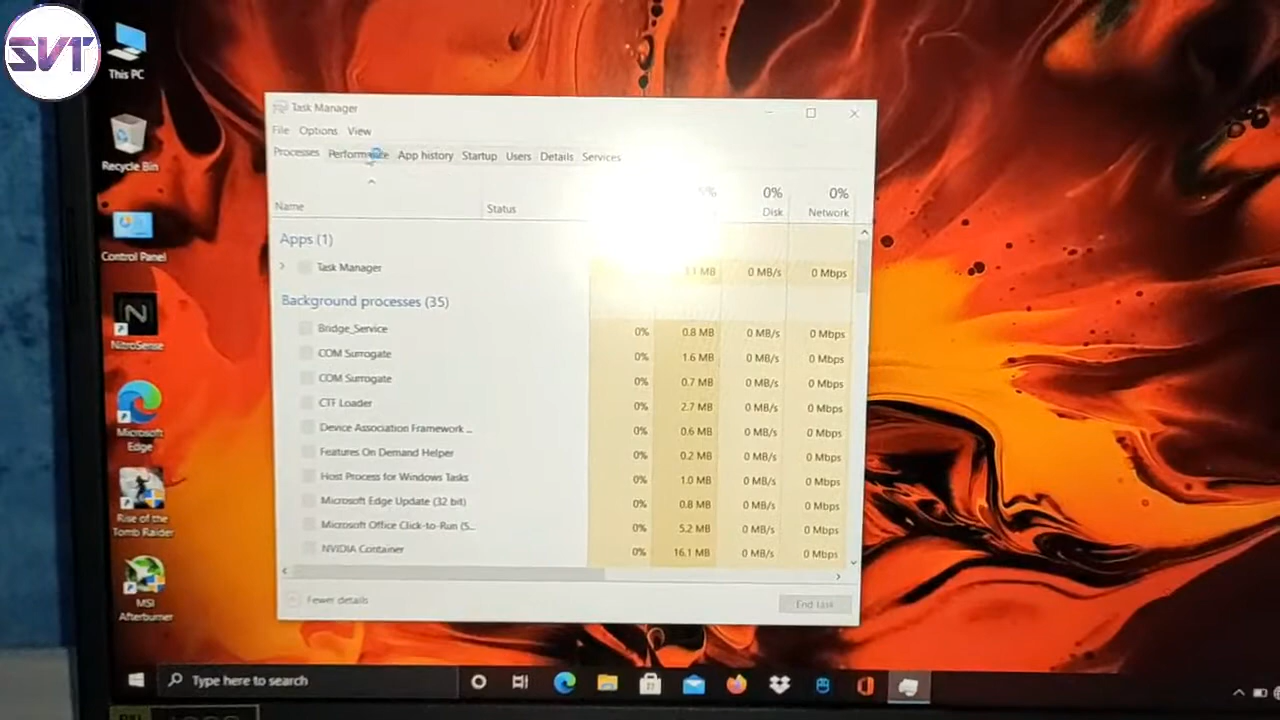 SVT
This PC
Recycle Bin
Control Panel
N
NitroSense
Microsoft
Edge
Rise of the
Tomb Raider
MSI
Afterburner
Task Manager
File Options View
Processes Performance App history Startup Users Details Services
% 0% 0%
Name Status Disk Network
Apps (1)
Task Manager MB 0 MB/s 0 Mbps
Background processes (35)
Bridge_Service 0% 0.8 MB 0 MB/s 0 Mbps
COM Surrogate 0% 1.6 MB 0 MB/s 0 Mbps
COM Surrogate 0% 0.7 MB 0 MB/s 0 Mbps
CTF Loader 0% 2.7 MB 0 MB/s 0 Mbps
Device Association Framework ... 0% 0.6 MB 0 MB/s 0 Mbps
Features On Demand Helper 0% 0.2 MB 0 MB/s 0 Mbps
Host Process for Windows Tasks 0% 1.0 MB 0 MB/s 0 Mbps
Microsoft Edge Update (32 bit) 0% 0.8 MB 0 MB/s 0 Mbps
Microsoft Office Click-to-Run (S... 0% 5.2 MB 0 MB/s 0 Mbps
NVIDIA Container 0% 16.1 MB 0 MB/s 0 Mbps
Fewer details End task
Type here to search